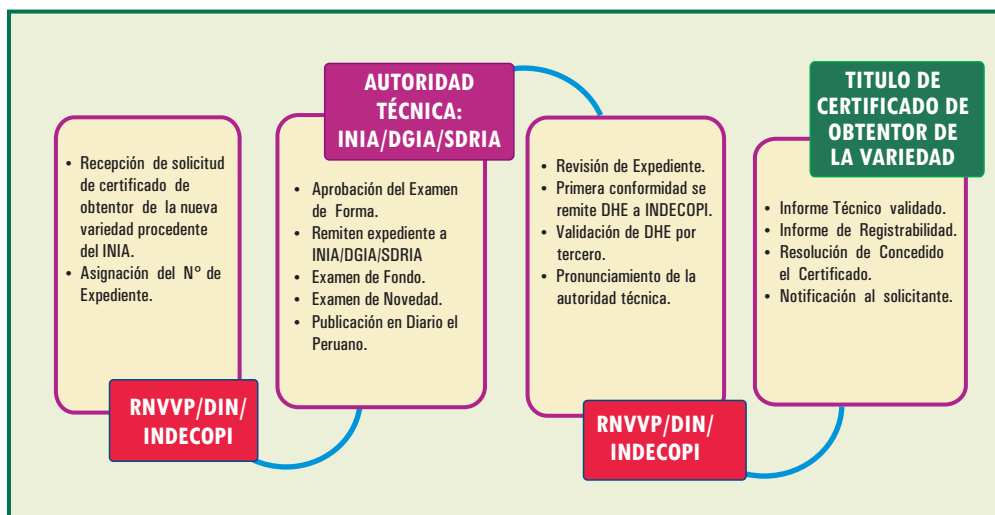 • Recepción de solicitud
de certificado de
obtentor de la nueva
variedad procedente
del INIA.
• Asignación del N° de
Expediente.
RNVVP/DIN/
INDECOPI
AUTORIDAD
TÉCNICA:
INIA/DGIA/SDRIA
• Aprobación del Examen
de Forma.
• Remiten expediente a
INIA/DGIA/SDRIA
• Examen de Fondo.
• Examen de Novedad.
• Publicación en Diario el
Peruano.
• Revisión de Expediente.
• Primera conformidad se
remite DHE a INDECOPI.
• Validación de DHE por
tercero.
• Pronunciamiento de la
autoridad técnica.
RNVVP/DIN/
INDECOPI
TITULO DE
CERTIFICADO DE
OBTENTOR DE
LA VARIEDAD
• Informe Técnico validado.
• Informe de Registrabilidad.
• Resolución de Concedido
el Certificado.
• Notificación al solicitante.